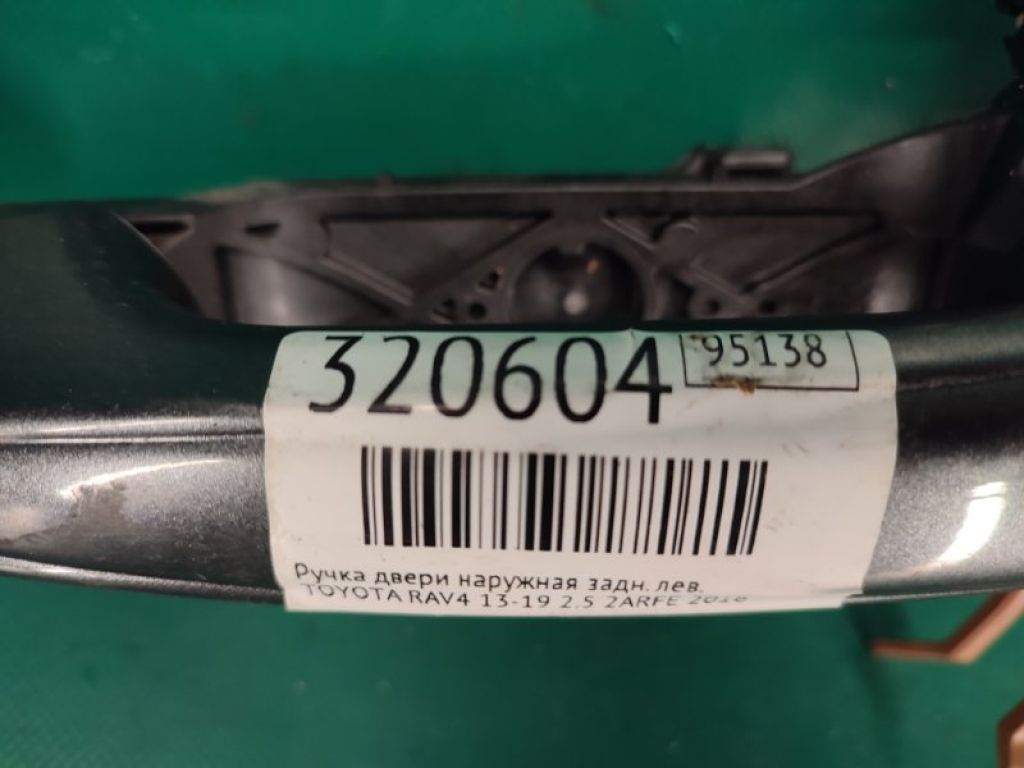 320604
95138
Ручка двери наружная задн. лев.
TOYOTA RAV4 13-19 2.5 2ARFE